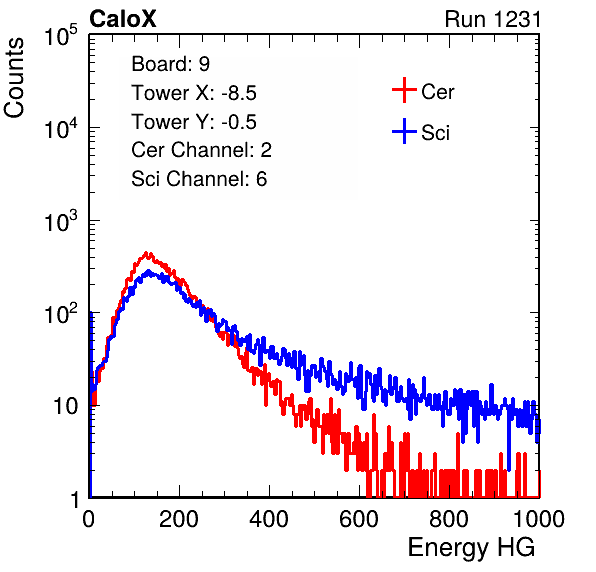 CaloX Run 1231
Counts
Board: 9
Tower X: -8.5
Tower Y: -0.5
Cer Channel: 2
Sci Channel: 6
Cer
Sci
10^5
10^4
10^3
10^2
10
1
0 200 400 600 800 1000
Energy HG